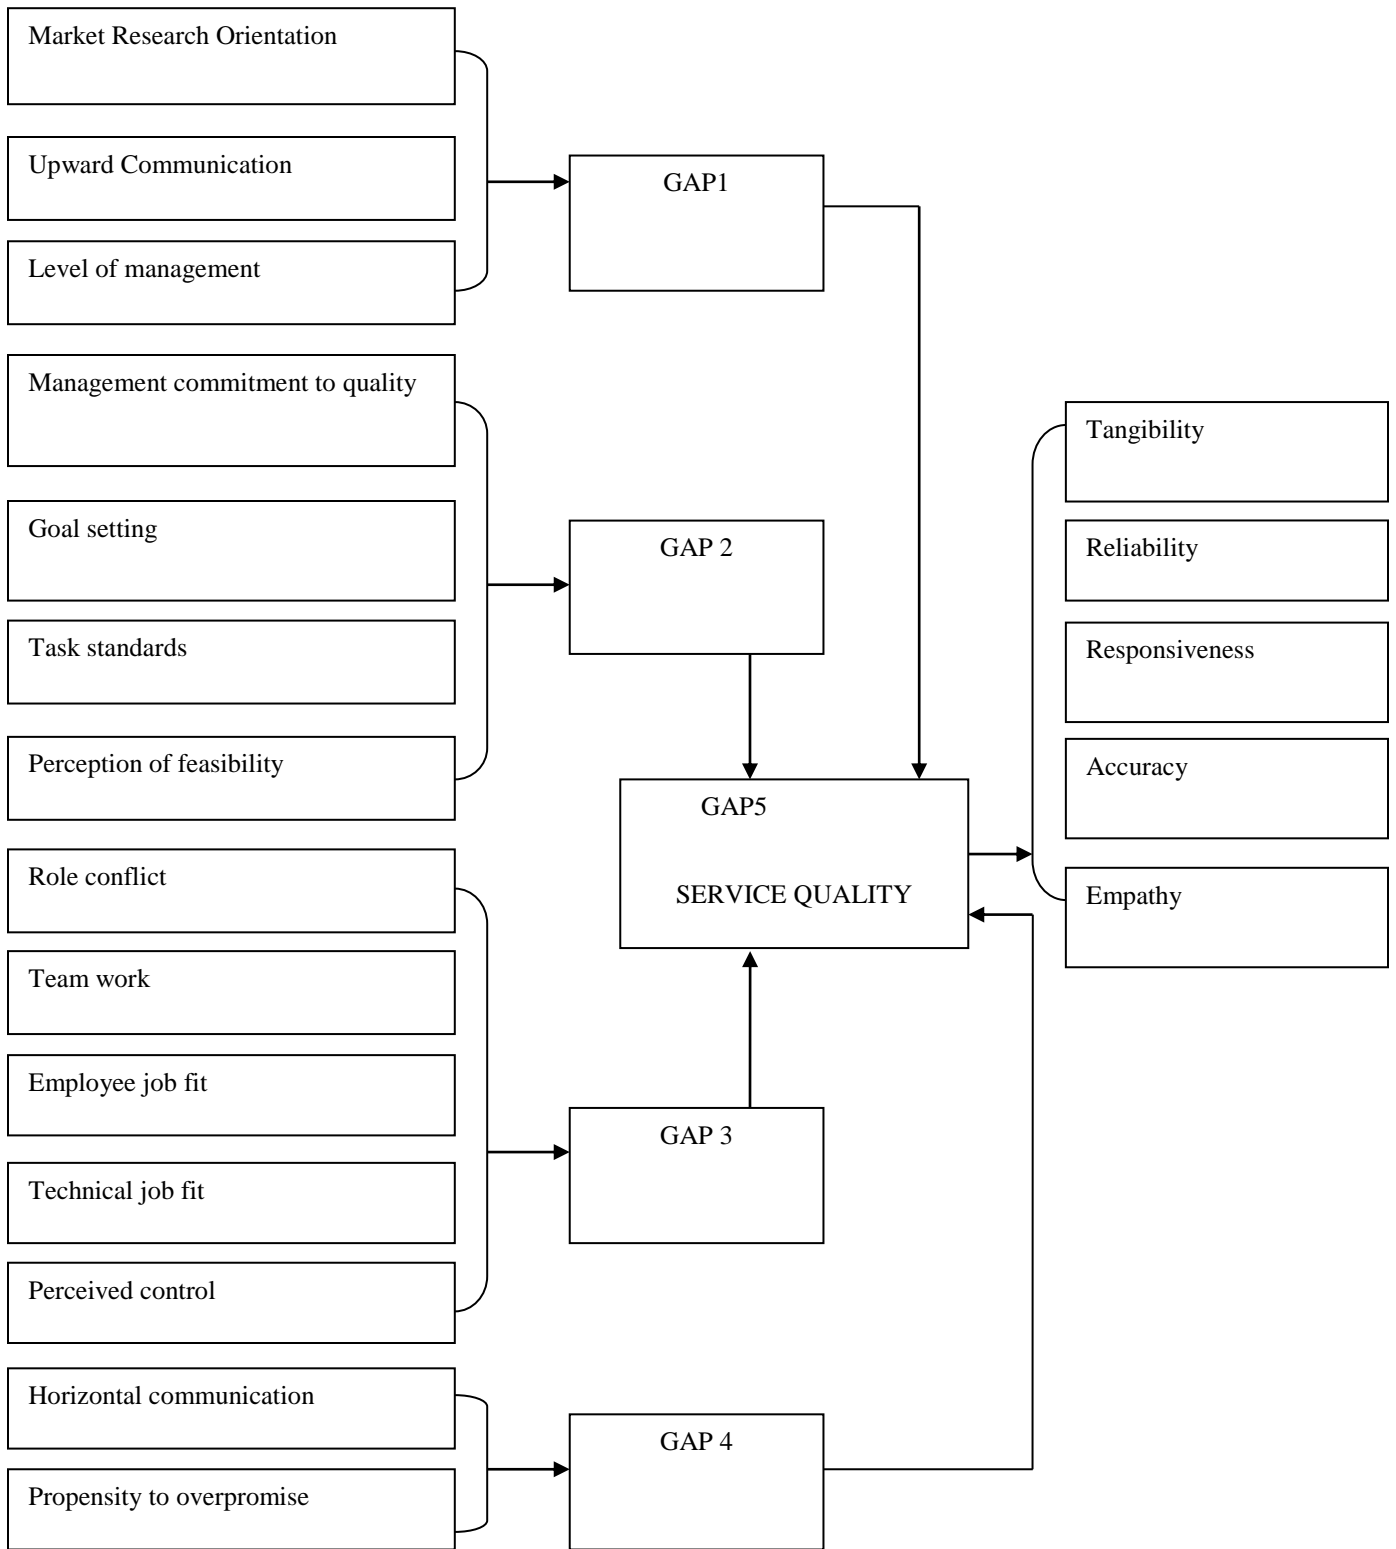 Market Research Orientation
Upward Communication
Level of management
GAP1
Management commitment to quality
Goal setting
Task standards
Perception of feasibility
GAP 2
Role conflict
Team work
Employee job fit
Technical job fit
Perceived control
GAP 3
Horizontal communication
Propensity to overpromise
GAP 4
GAP5
SERVICE QUALITY
Tangibility
Reliability
Responsiveness
Accuracy
Empathy